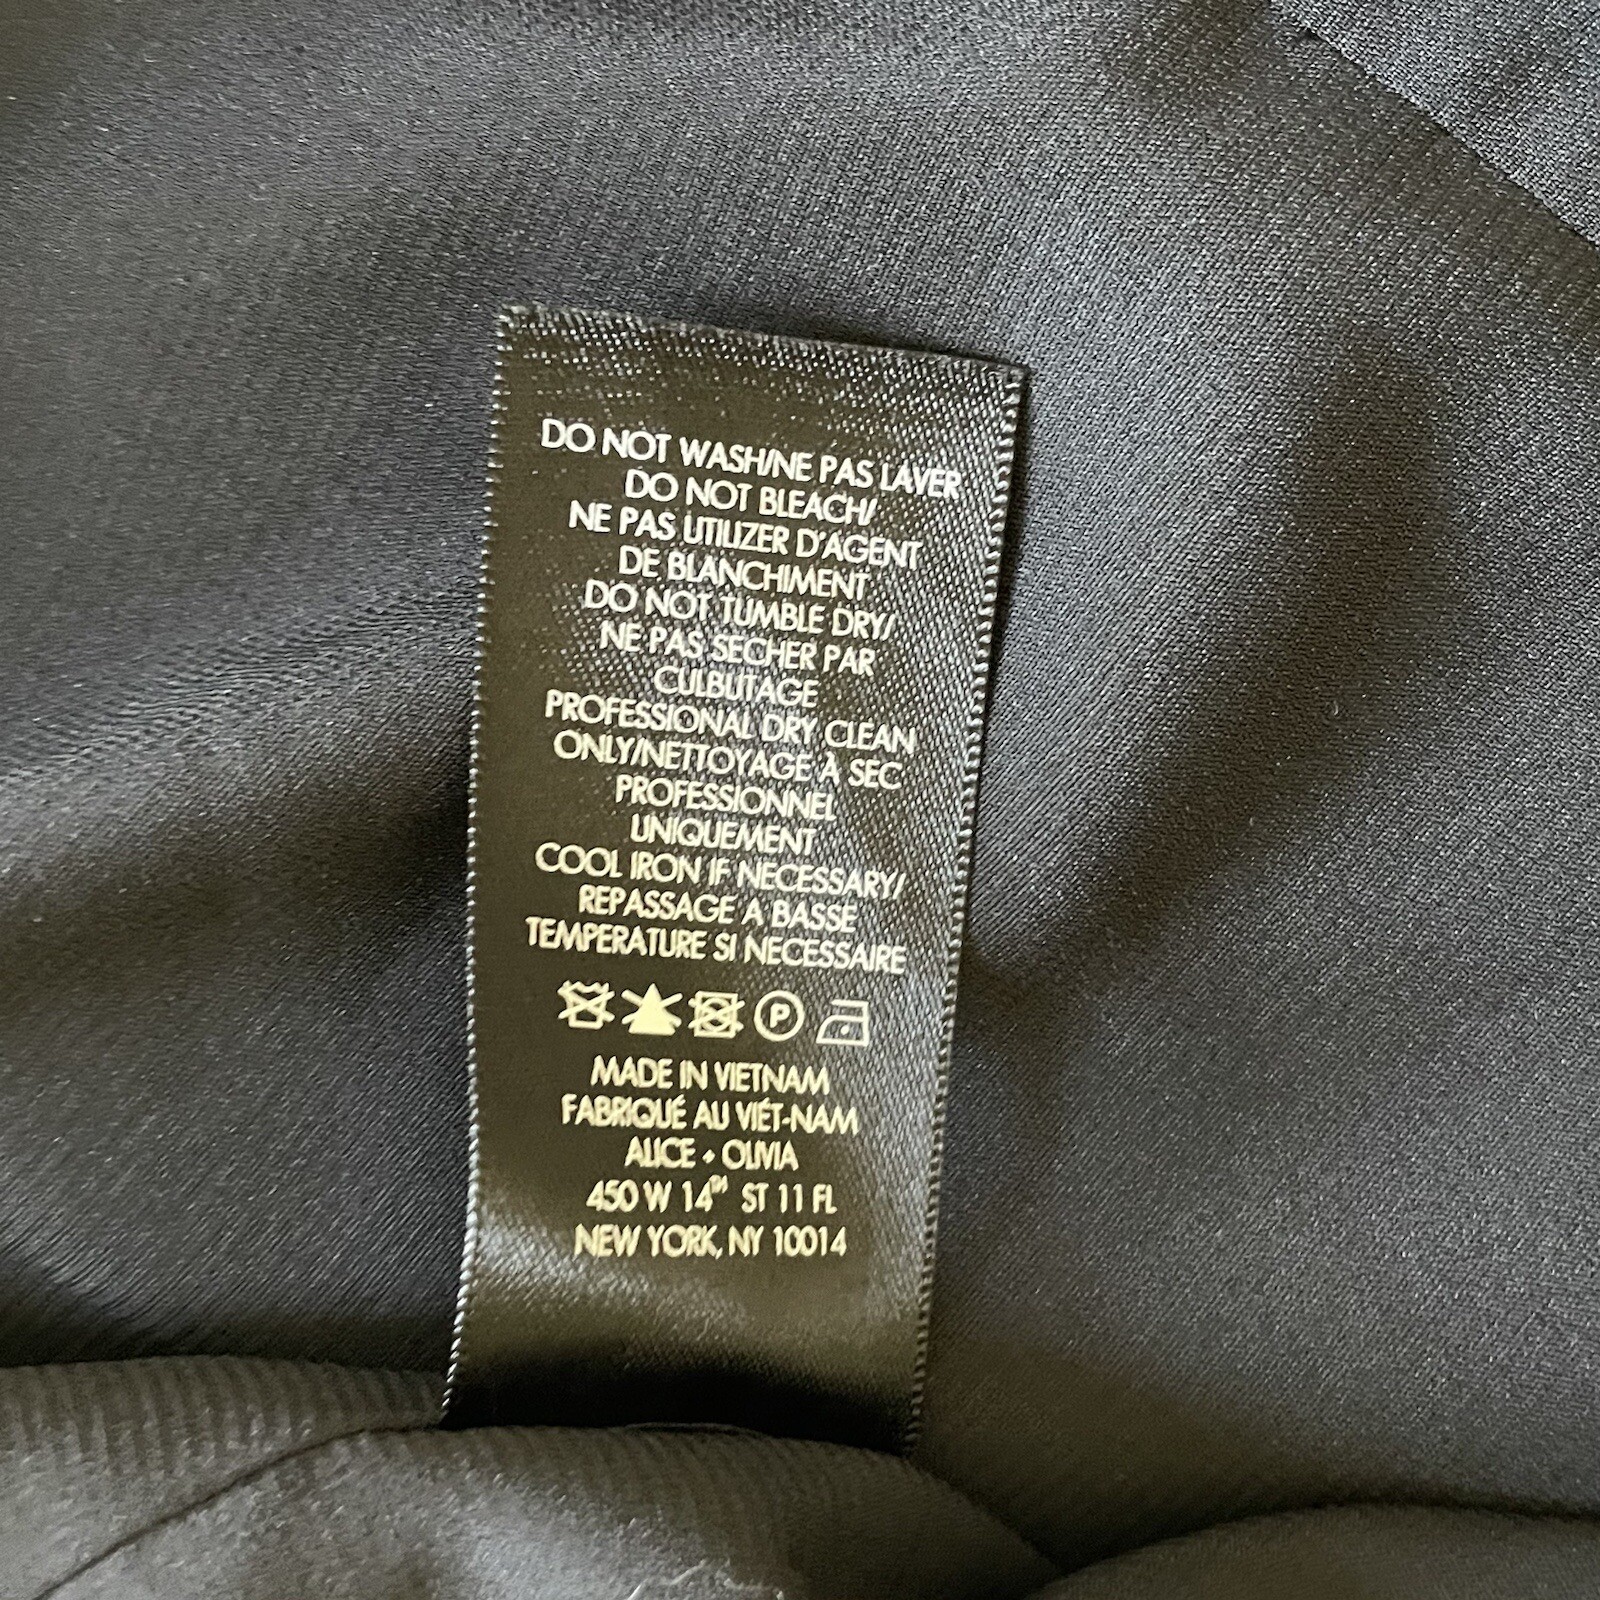 DO NOT WASH/NE PAS LAVER
DO NOT BLEACH/
NE PAS UTILIZER D'AGENT
DE BLANCHIMENT
DO NOT TUMBLE DRY/
NE PAS SECHER PAR
CULBUTAGE
PROFESSIONAL DRY CLEAN
ONLY/NETTOYAGE À SEC
PROFESSIONNEL
UNIQUEMENT
COOL IRON IF NECESSARY/
REPASSAGE A BASSE
TEMPERATURE SI NECESSAIRE
P
MADE IN VIETNAM
FABRIQUÉ AU VIÉT-NAM
ALICE + OLIVIA
450 W 14TH ST 11 FL
NEW YORK, NY 10014